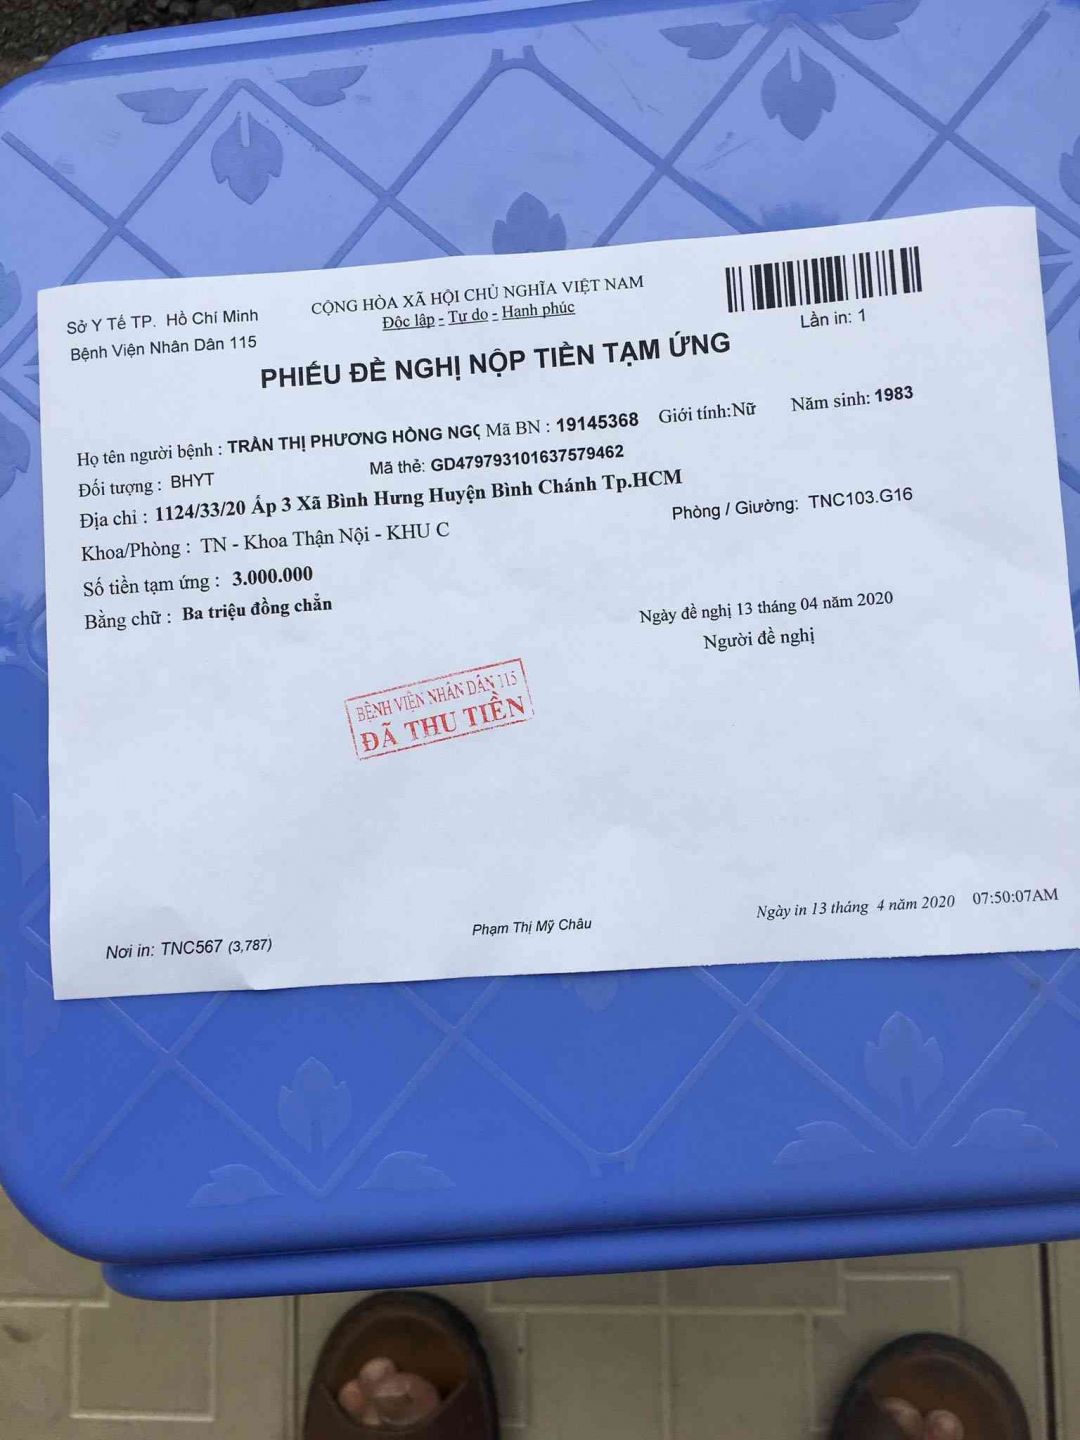 Sở Y Tế TP. Hồ Chí Minh
Bệnh Viện Nhân Dân 115
CỘNG HÒA XÃ HỘI CHỦ NGHĨA VIỆT NAM
Độc lập - Tự do - Hạnh phúc
Lần in: 1
PHIẾU ĐỀ NGHỊ NỘP TIỀN TẠM ỨNG
Họ tên người bệnh : TRẦN THỊ PHƯƠNG HỒNG NGỌ Mã BN : 19145368 Giới tính:Nữ Năm sinh: 1983
Đối tượng : BHYT Mã thẻ: GD479793101637579462
Địa chỉ : 1124/33/20 Ấp 3 Xã Bình Hưng Huyện Bình Chánh Tp.HCM
Khoa/Phòng : TN - Khoa Thận Nội - KHU C Phòng / Giường: TNC103.G16
Số tiền tạm ứng : 3.000.000
Bằng chữ : Ba triệu đồng chẵn
Ngày đề nghị 13 tháng 04 năm 2020
Người đề nghị
BỆNH VIỆN NHÂN DÂN 115
ĐÃ THU TIỀN
Nơi in: TNC567 (3,787)
Phạm Thị Mỹ Châu
Ngày in 13 tháng 4 năm 2020 07:50:07AM